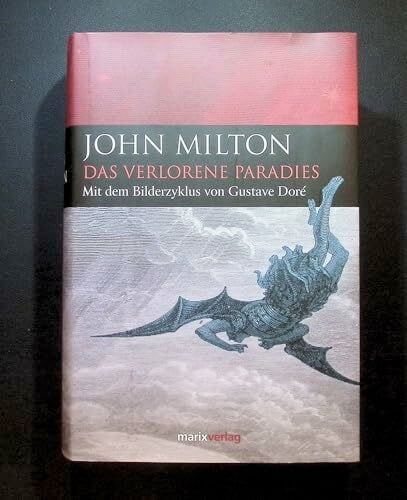 JOHN MILTON
DAS VERLORENE PARADIES
Mit dem Bilderzyklus von Gustave Doré
marixverlag